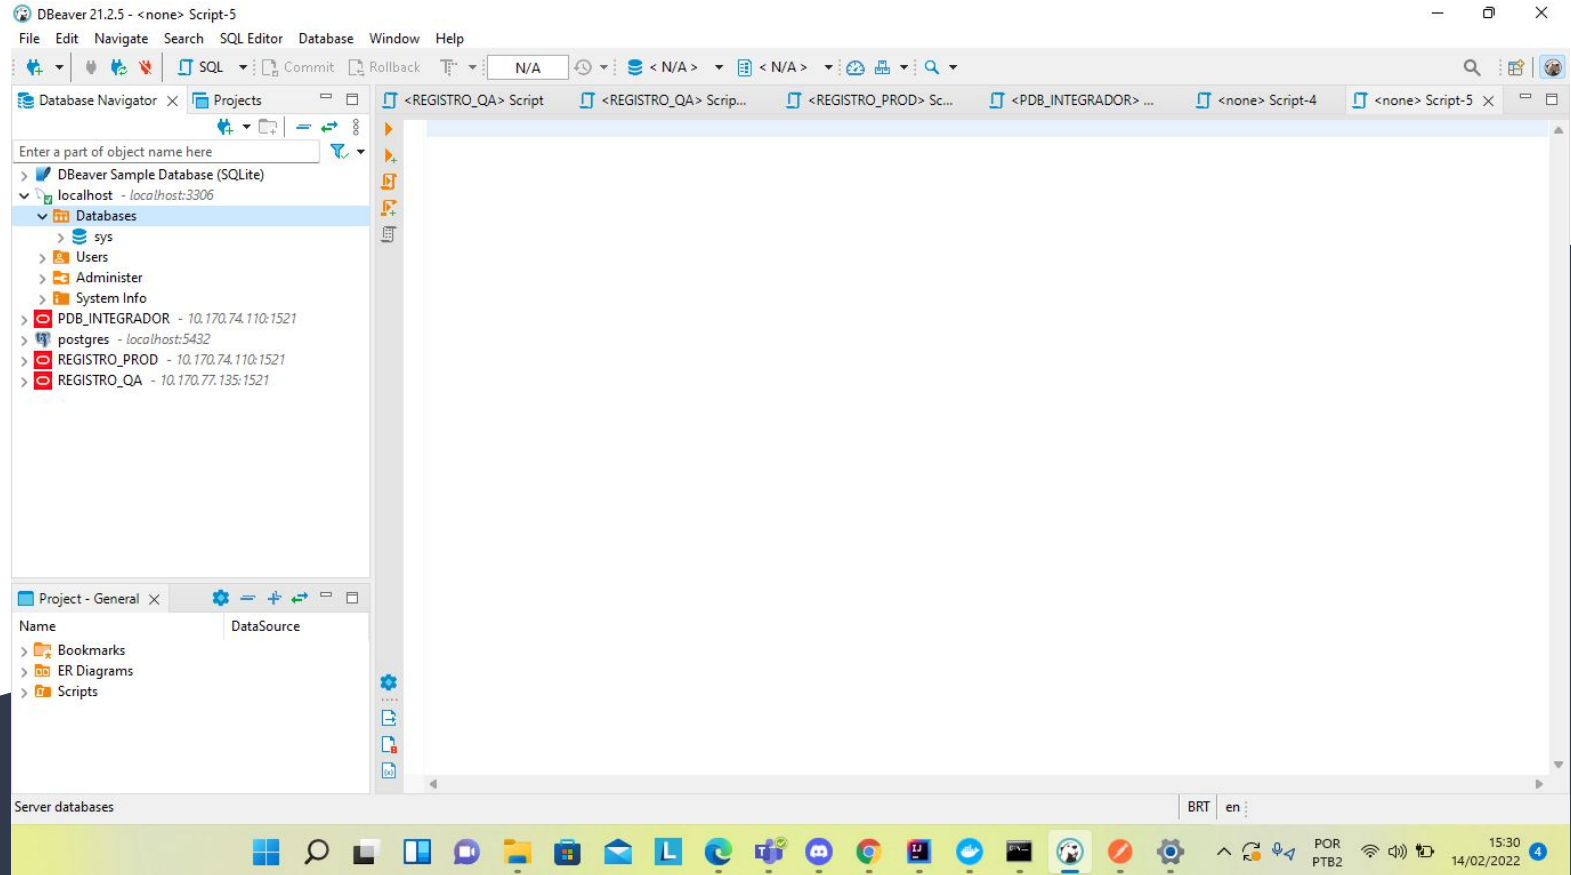 DBeaver 21.2.5 - <none> Script-5
File Edit Navigate Search SQL Editor Database Window Help
SQL Commit Rollback N/A < N/A > < N/A >
Database Navigator Projects
<REGISTRO_QA> Script <REGISTRO_QA> Scrip... <REGISTRO_PROD> Sc... <PDB_INTEGRADOR> ... <none> Script-4 <none> Script-5
Enter a part of object name here
DBeaver Sample Database (SQLite)
localhost - localhost:3306
Databases
sys
Users
Administer
System Info
PDB_INTEGRADOR - 10.170.74.110:1521
postgres - localhost:5432
REGISTRO_PROD - 10.170.74.110:1521
REGISTRO_QA - 10.170.77.135:1521
Project - General
Name DataSource
Bookmarks
ER Diagrams
Scripts
Server databases
BRT en
POR
PTB2
15:30
14/02/2022
4